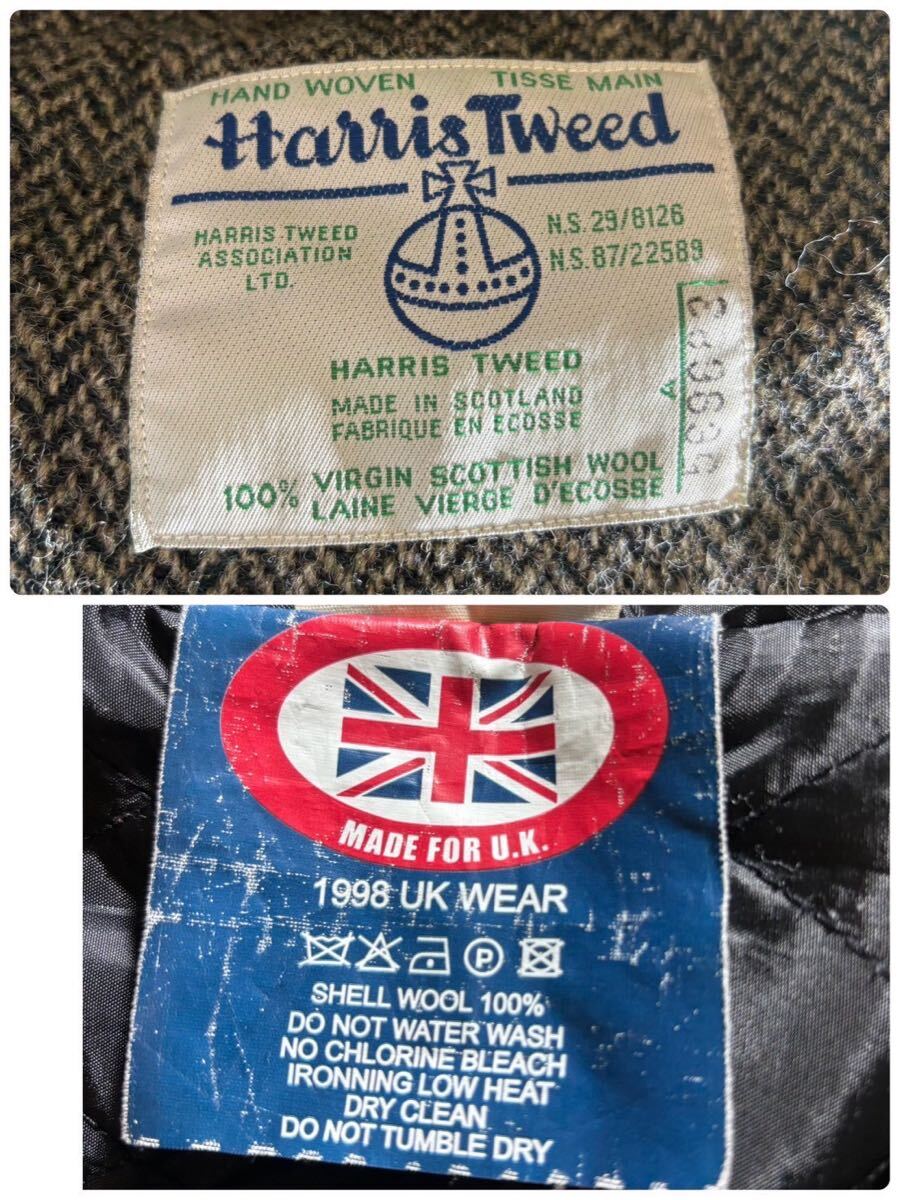 HAND WOVEN TISSE MAIN
Harris Tweed
HARRIS TWEED
ASSOCIATION
LTD.
N.S. 29/8126
N.S. 87/22589
A
HARRIS TWEED
MADE IN SCOTLAND
FABRIQUE EN ECOSSE
100% VIRGIN SCOTTISH WOOL
LAINE VIERGE D'ECOSSE
MADE FOR U.K.
1998 UK WEAR
P
SHELL WOOL 100%
DO NOT WATER WASH
NO CHLORINE BLEACH
IRONNING LOW HEAT
DRY CLEAN
DO NOT TUMBLE DRY